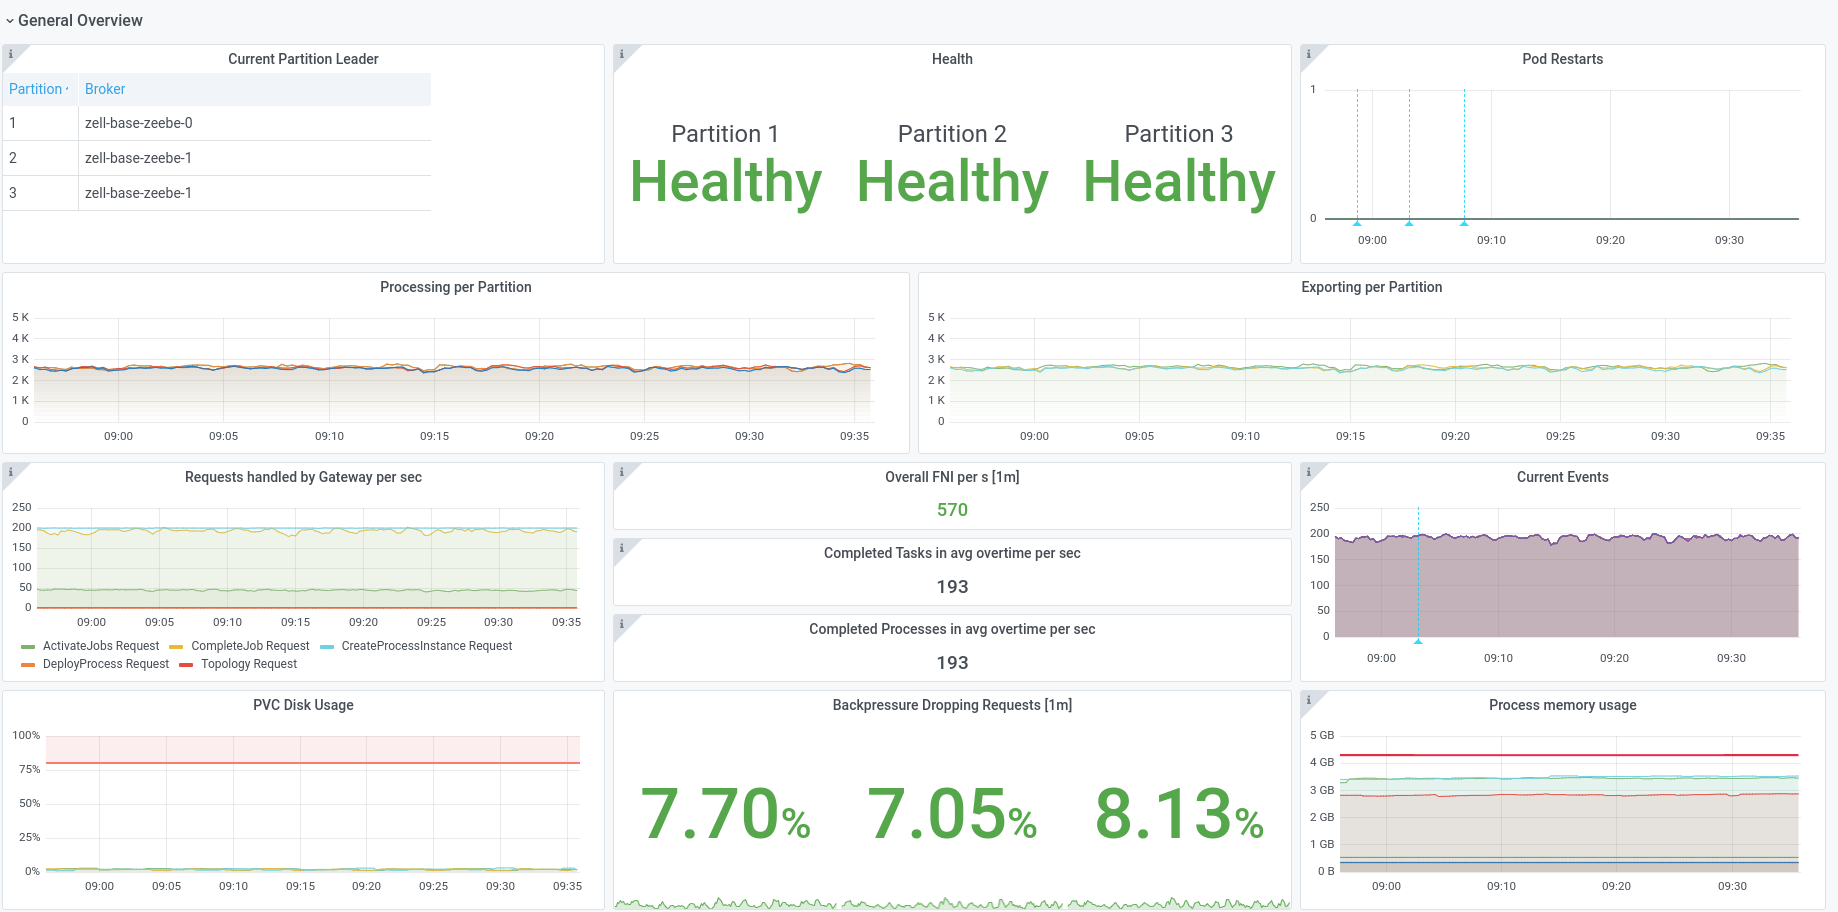 General Overview
Current Partition Leader
Partition Broker
1 zell-base-zeebe-0
2 zell-base-zeebe-1
3 zell-base-zeebe-1
Health
Partition 1 Partition 2 Partition 3
Healthy Healthy Healthy
Pod Restarts
1
0
09:00 09:10 09:20 09:30
Processing per Partition
5 K
4 K
3 K
2 K
1 K
0
09:00 09:05 09:10 09:15 09:20 09:25 09:30 09:35
Exporting per Partition
5 K
4 K
3 K
2 K
1 K
0
09:00 09:05 09:10 09:15 09:20 09:25 09:30 09:35
Requests handled by Gateway per sec
250
200
150
100
50
0
09:00 09:05 09:10 09:15 09:20 09:25 09:30 09:35
ActivateJobs Request CompleteJob Request CreateProcessInstance Request
DeployProcess Request Topology Request
Overall FNI per s [1m]
570
Completed Tasks in avg overtime per sec
193
Completed Processes in avg overtime per sec
193
Current Events
250
200
150
100
50
0
09:00 09:10 09:20 09:30
PVC Disk Usage
100%
75%
50%
25%
0%
09:00 09:05 09:10 09:15 09:20 09:25 09:30 09:35
Backpressure Dropping Requests [1m]
7.70% 7.05% 8.13%
Process memory usage
5 GB
4 GB
3 GB
2 GB
1 GB
0 B
09:00 09:10 09:20 09:30